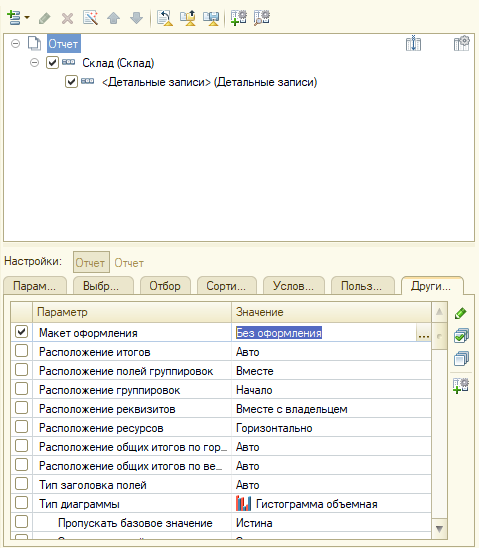 Отчет
Склад (Склад)
<Детальные записи> (Детальные записи)
Настройки: Отчет Отчет
Парам... Выбр... Отбор Сорти... Услов... Польз... Други...
Параметр Значение
Макет оформления Без оформления ...
Расположение итогов Авто
Расположение полей группировок Вместе
Расположение группировок Начало
Расположение реквизитов Вместе с владельцем
Расположение ресурсов Горизонтально
Расположение общих итогов по гор... Авто
Расположение общих итогов по ве... Авто
Тип заголовка полей Авто
Тип диаграммы Гистограмма объемная
Пропускать базовое значение Истина